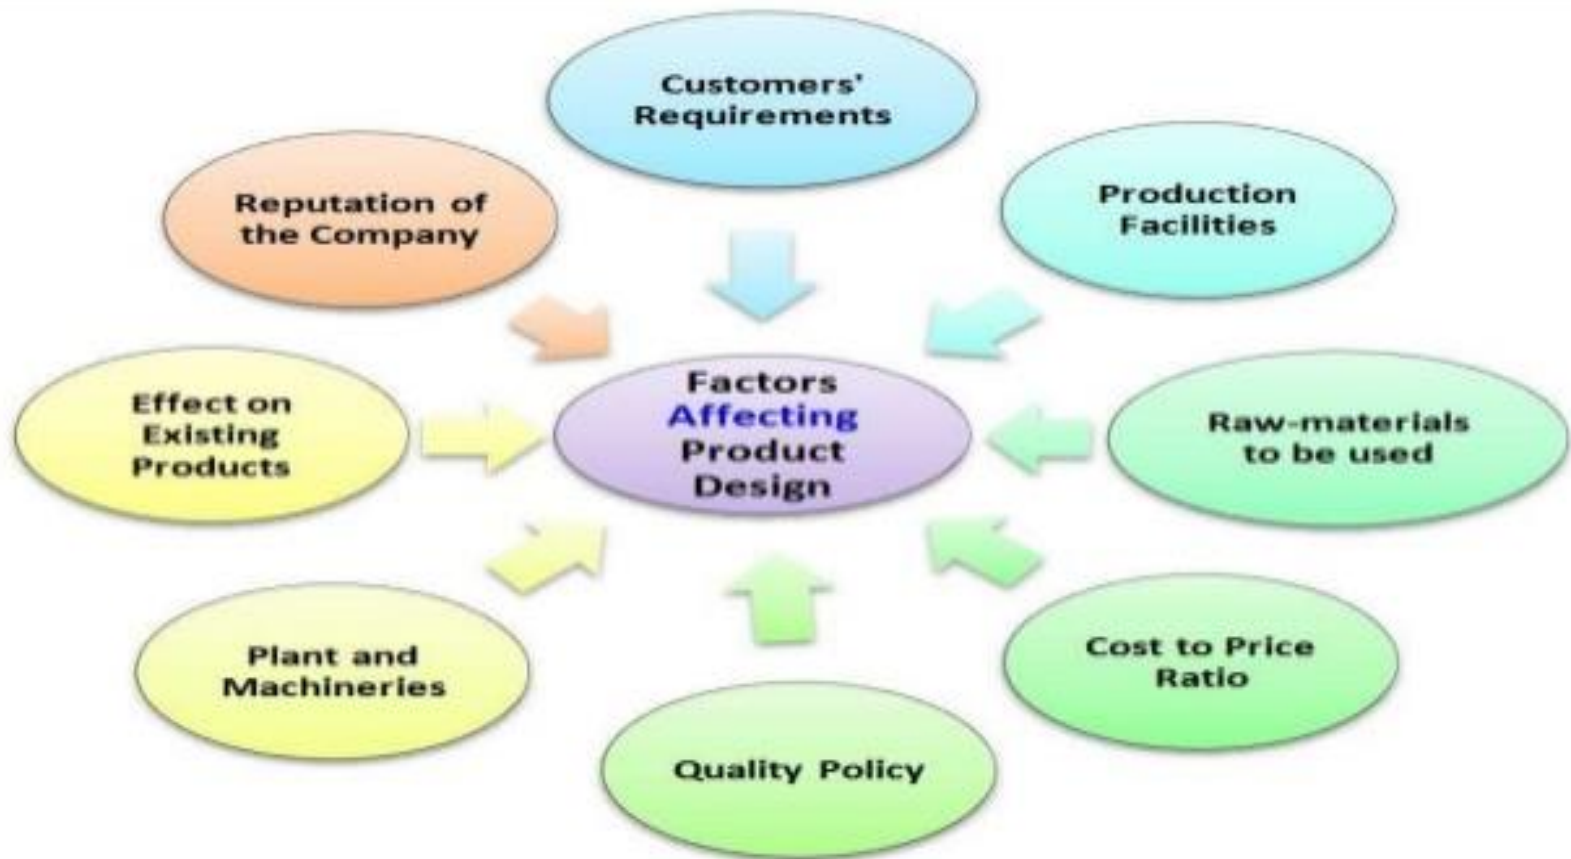 Customers'
Requirements
Reputation of
the Company
Production
Facilities
Effect on
Existing
Products
Factors
Affecting
Product
Design
Raw-materials
to be used
Plant and
Machineries
Cost to Price
Ratio
Quality Policy